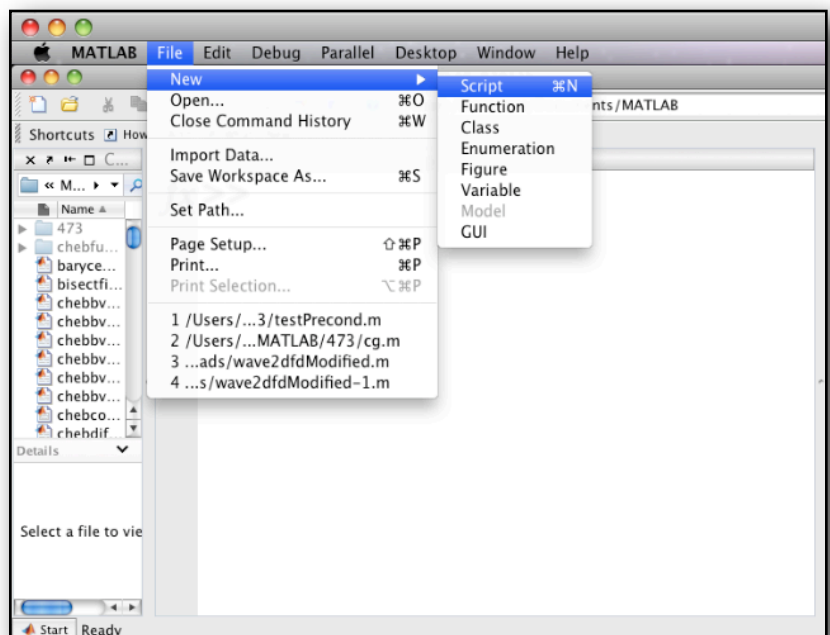 MATLAB File Edit Debug Parallel Desktop Window Help
New
Open... ⌘O
Close Command History ⌘W
Import Data...
Save Workspace As... ⌘S
Set Path...
Page Setup... ⇧⌘P
Print... ⌘P
Print Selection... ⌥⌘P
1 /Users/...3/testPrecond.m
2 /Users/...MATLAB/473/cg.m
3 ...ads/wave2dfdModified.m
4 ...s/wave2dfdModified-1.m
Script ⌘N
Function
Class
Enumeration
Figure
Variable
Model
GUI
nts/MATLAB
Shortcuts How
C...
« M...
Name
473
chebfu...
baryce...
bisectfi...
chebbv...
chebbv...
chebbv...
chebbv...
chebbv...
chebbv...
chebco...
chebdif
Details
Select a file to vie
Start Ready